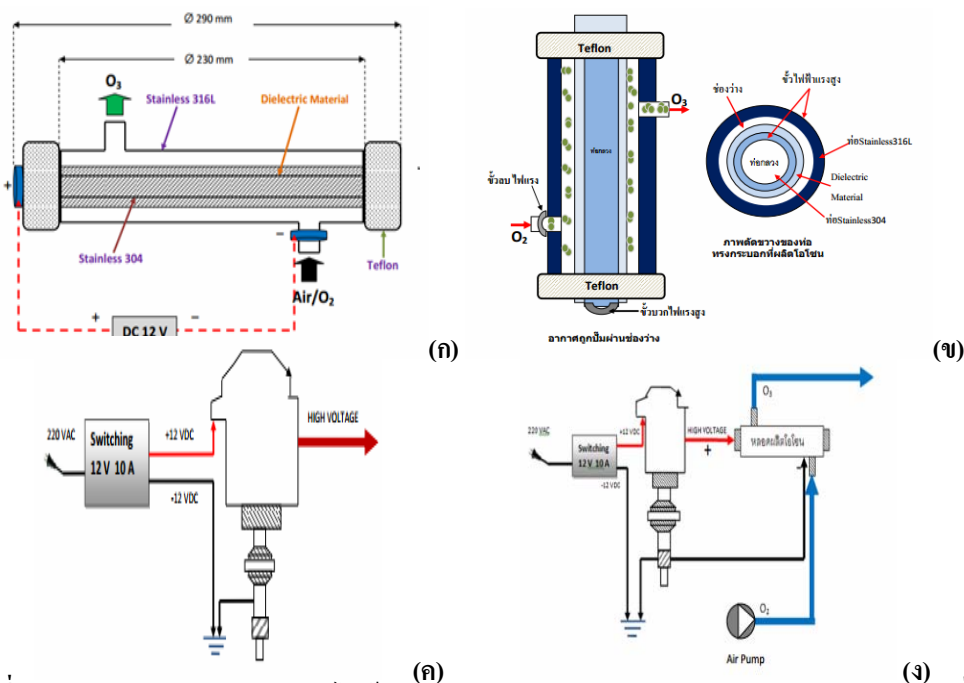 Ø 290 mm
Ø 230 mm
O3
Stainless 316L
Dielectric Material
+
−
Stainless 304
Air/O2
Teflon
+ −
DC 12 V
(ก)
Teflon
O3
ท่อกลวง
ขั้วลบ ไฟแรง
O2
Teflon
ขั้วบวกไฟแรงสูง
อากาศถูกปั๊มผ่านช่องว่าง
ขั้วไฟฟ้าแรงสูง
ช่องว่าง
ท่อกลวง
ท่อStainless316L
Dielectric
Material
ท่อStainless304
ภาพตัดขวางของท่อ
ทรงกระบอกที่ผลิตโอโซน
(ข)
220 VAC
Switching
12 V 10 A
+12 VDC
+12 VDC
HIGH VOLTAGE
(ค)
220 VAC
Switching
12 V 10 A
+12 VDC
-12 VDC
HIGH VOLTAGE
+
O3
หลอดผลิตโอโซน
-
O2
Air Pump
(ง)